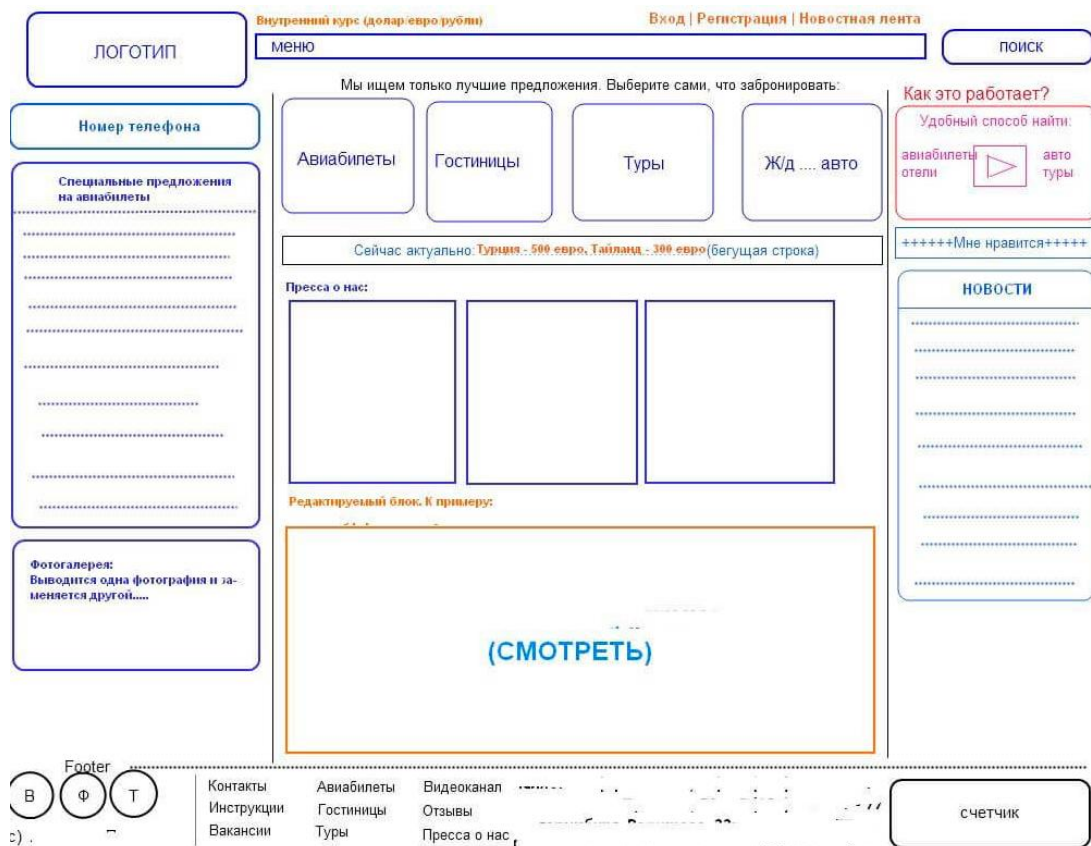 Внутренний курс (долар/евро/рубли)
Вход | Регистрация | Новостная лента
ЛОГОТИП
меню
поиск
Мы ищем только лучшие предложения. Выберите сами, что забронировать:
Номер телефона
Авиабилеты
Гостиницы
Туры
Ж/д .... авто
Как это работает?
Удобный способ найти:
авиабилеты
отели
авто
туры
Специальные предложения
на авиабилеты
Сейчас актуально: Турция - 500 евро, Тайланд - 300 евро (бегущая строка)
++++++Мне нравится+++++
Пресса о нас:
НОВОСТИ
Редактируемый блок. К примеру:
(СМОТРЕТЬ)
Фотогалерея:
Выводится одна фотография и за-
меняется другой.....
Footer
В
Ф
Т
Контакты
Инструкции
Вакансии
Авиабилеты
Гостиницы
Туры
Видеоканал
Отзывы
Пресса о нас
счетчик